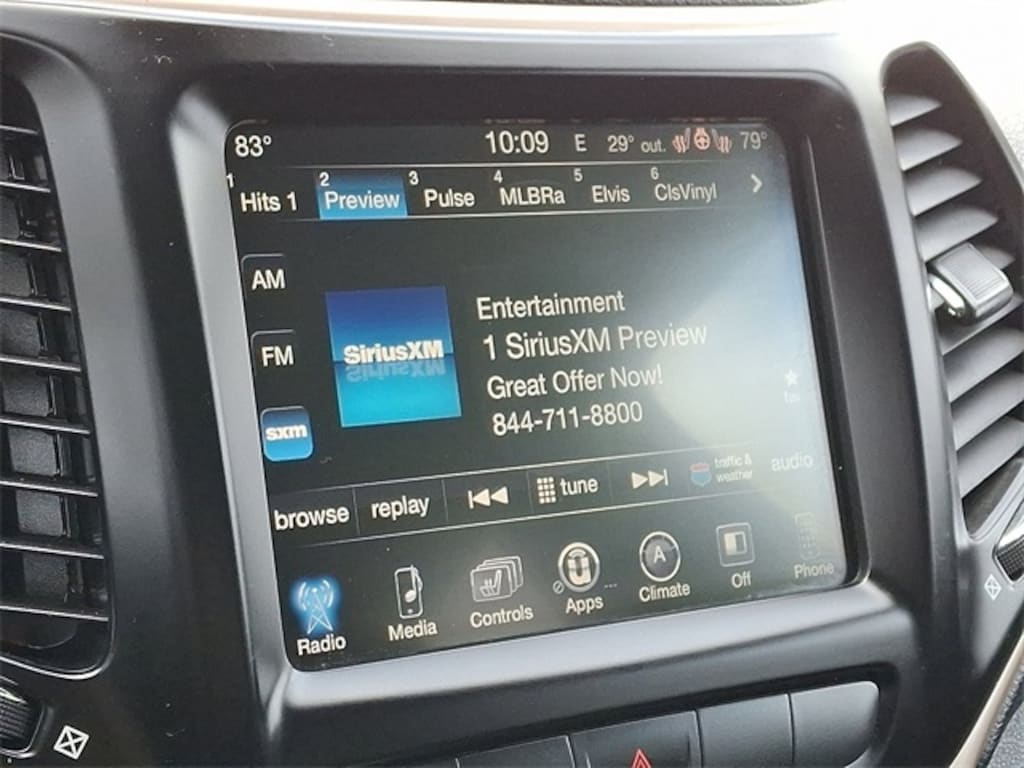 83° 10:09 E 29° out. 79°
1 Hits 1 2 Preview 3 Pulse 4 MLBRa 5 Elvis 6 ClsVinyl
AM
FM
sxm
SiriusXM
Entertainment
1 SiriusXM Preview
Great Offer Now!
844-711-8800
fav
browse replay tune traffic & weather audio
Radio Media Controls Apps Climate Off Phone
A